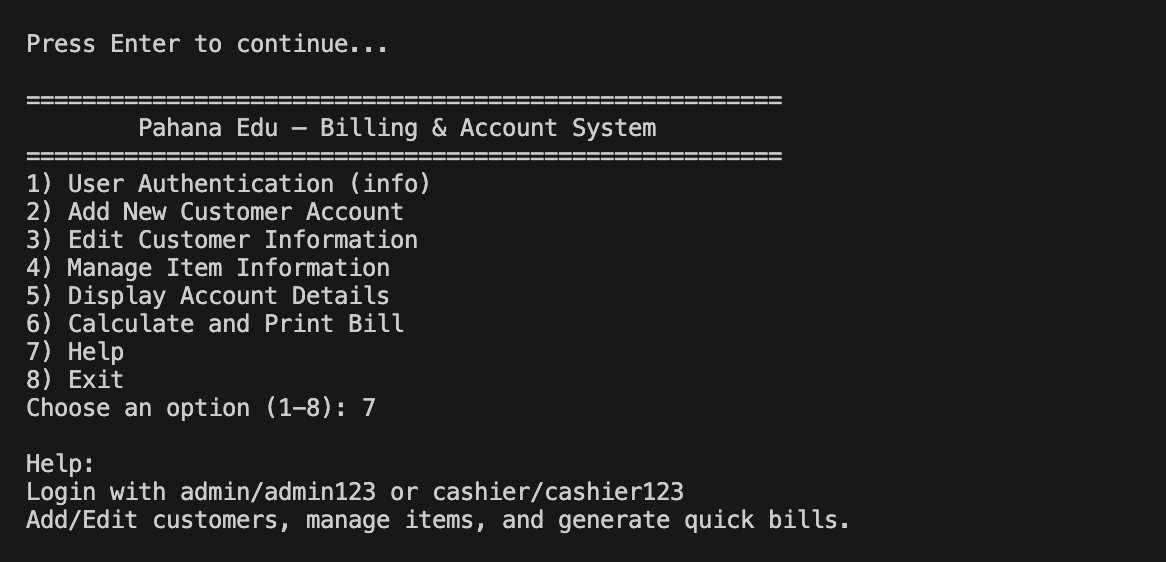 Press Enter to continue...
======================================================
Pahana Edu – Billing & Account System
======================================================
1) User Authentication (info)
2) Add New Customer Account
3) Edit Customer Information
4) Manage Item Information
5) Display Account Details
6) Calculate and Print Bill
7) Help
8) Exit
Choose an option (1–8): 7
Help:
Login with admin/admin123 or cashier/cashier123
Add/Edit customers, manage items, and generate quick bills.